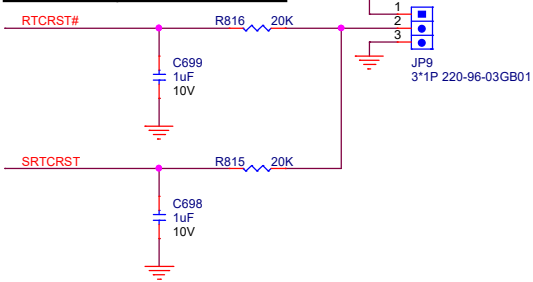 1
RTCRST# R816 20K 2
3
C699
1uF
10V
JP9
3*1P 220-96-03GB01
SRTCRST R815 20K
C698
1uF
10V